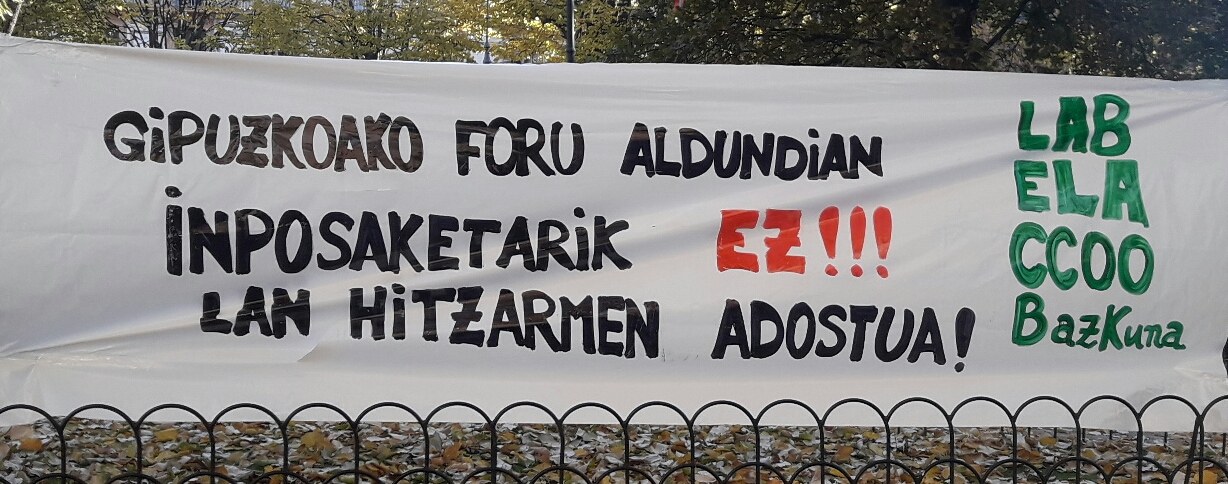 GiPUZKOAKO FORU ALDUNDiAN
iNPOSAKETARiK EZ!!!
LAN HiTZARMEN ADOSTUA!
LAB
ELA
CCOO
BazKuna